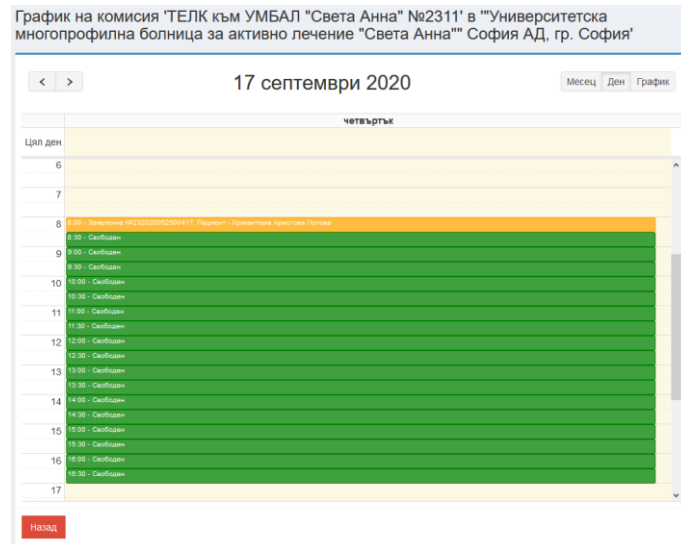 График на комисия 'ТЕЛК към УМБАЛ "Света Анна" №2311' в '"Университетска
многопрофилна болница за активно лечение "Света Анна"" София АД, гр. София'
< >
17 септември 2020
Месец Ден График
четвъртък
Цял ден
6
7
8
8:00 - Заявление №232020082500417, Пациент - Хризантема Христова Попова
8:30 - Свободен
9
9:00 - Свободен
9:30 - Свободен
10
10:00 - Свободен
10:30 - Свободен
11
11:00 - Свободен
11:30 - Свободен
12
12:00 - Свободен
12:30 - Свободен
13
13:00 - Свободен
13:30 - Свободен
14
14:00 - Свободен
14:30 - Свободен
15
15:00 - Свободен
15:30 - Свободен
16
16:00 - Свободен
16:30 - Свободен
17
Назад